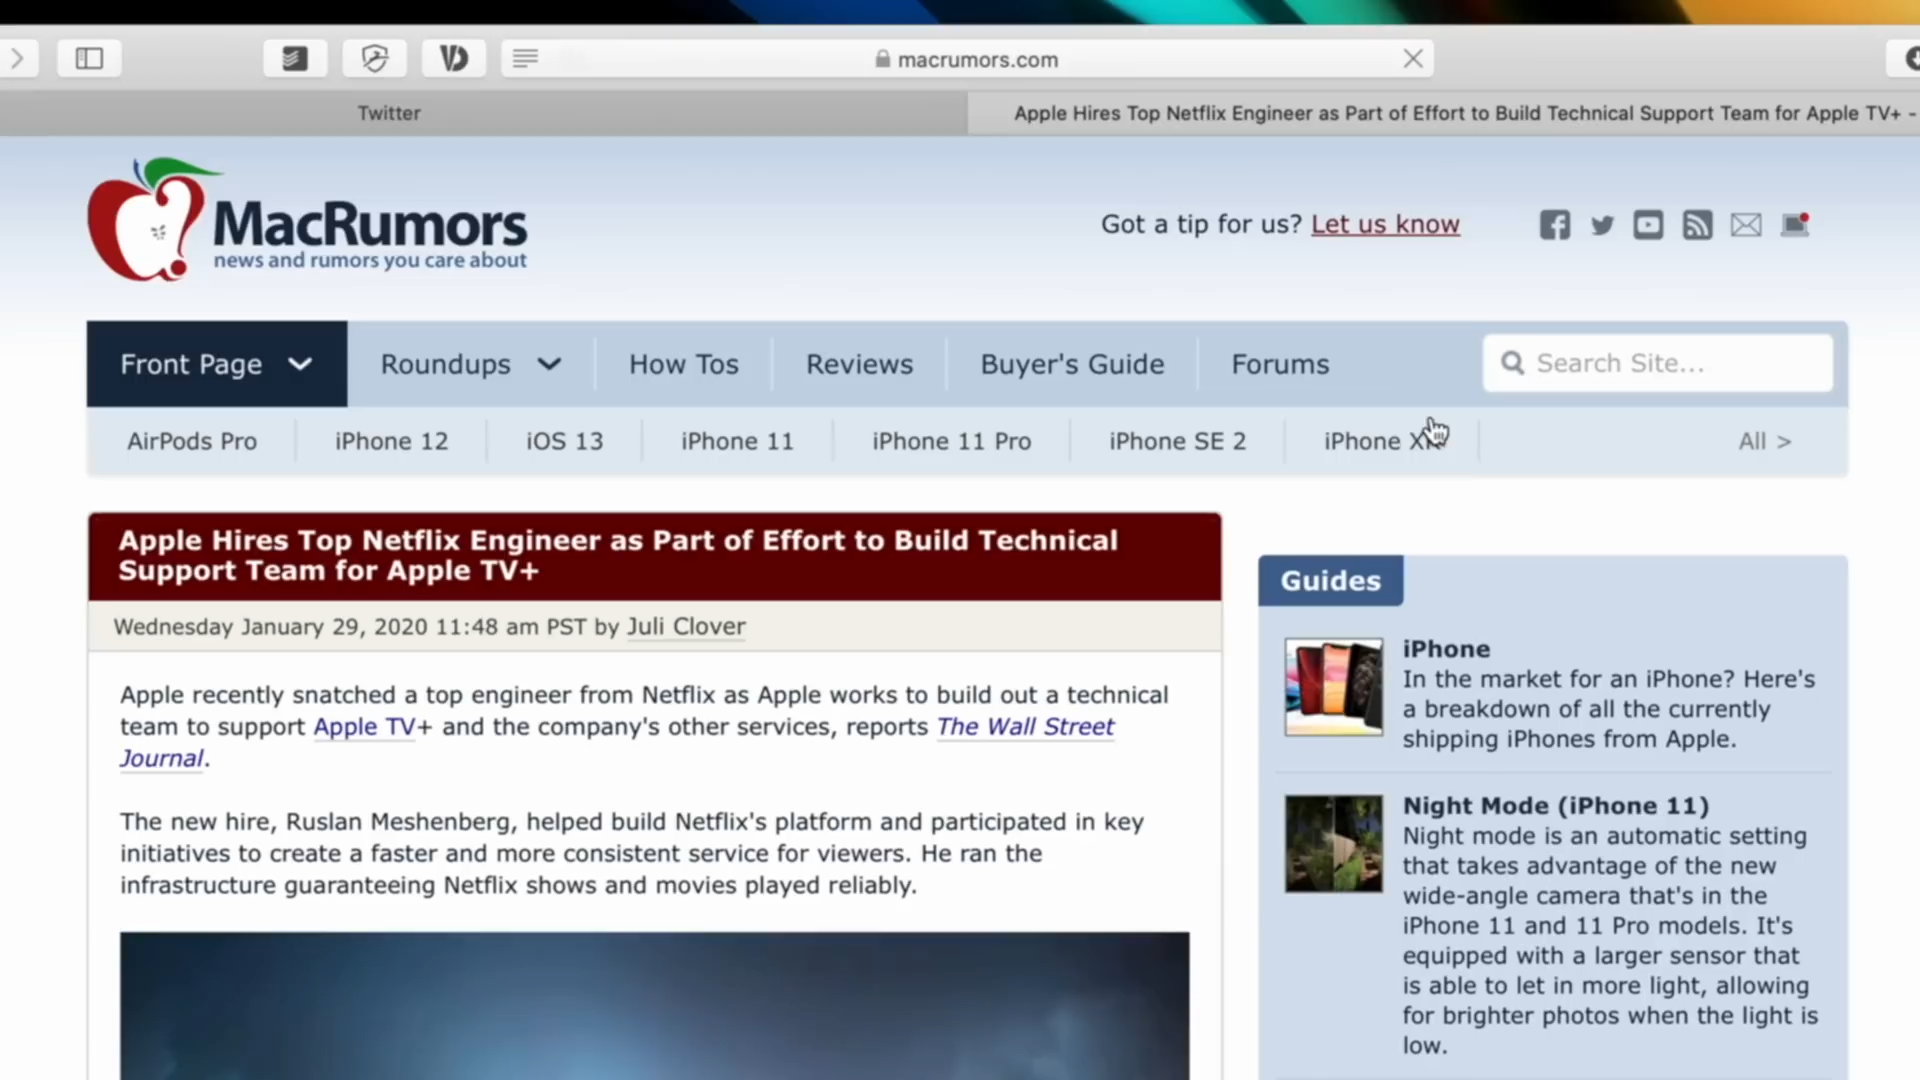 macrumors.com
Twitter
Apple Hires Top Netflix Engineer as Part of Effort to Build Technical Support Team for Apple TV+ -
MacRumors
news and rumors you care about
Got a tip for us? Let us know
Front Page
Roundups
How Tos
Reviews
Buyer's Guide
Forums
Search Site...
AirPods Pro
iPhone 12
iOS 13
iPhone 11
iPhone 11 Pro
iPhone SE 2
iPhone
All >
Apple Hires Top Netflix Engineer as Part of Effort to Build Technical
Support Team for Apple TV+
Wednesday January 29, 2020 11:48 am PST by Juli Clover
Apple recently snatched a top engineer from Netflix as Apple works to build out a technical
team to support Apple TV+ and the company's other services, reports The Wall Street
Journal.
The new hire, Ruslan Meshenberg, helped build Netflix's platform and participated in key
initiatives to create a faster and more consistent service for viewers. He ran the
infrastructure guaranteeing Netflix shows and movies played reliably.
Guides
iPhone
In the market for an iPhone? Here's
a breakdown of all the currently
shipping iPhones from Apple.
Night Mode (iPhone 11)
Night mode is an automatic setting
that takes advantage of the new
wide-angle camera that's in the
iPhone 11 and 11 Pro models. It's
equipped with a larger sensor that
is able to let in more light, allowing
for brighter photos when the light is
low.